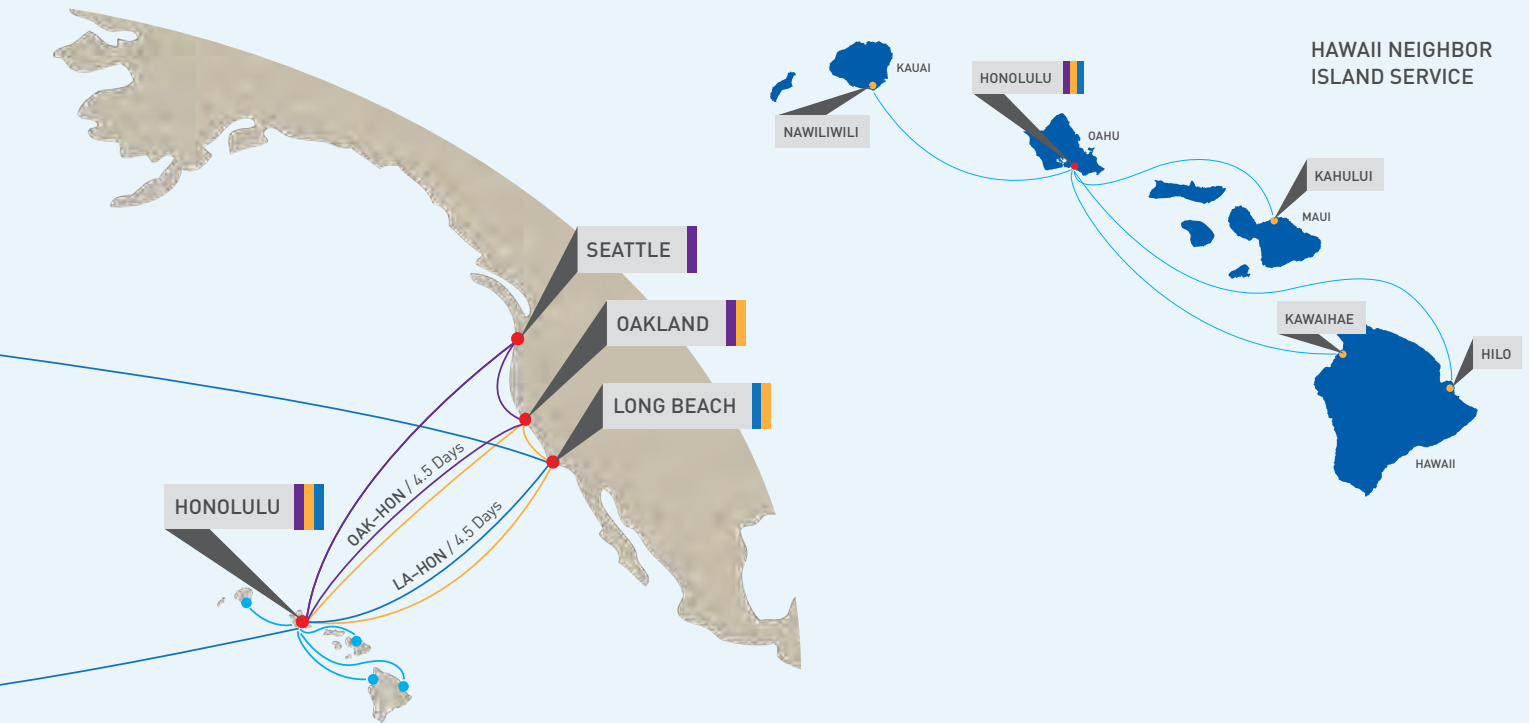 HAWAII NEIGHBOR
ISLAND SERVICE
KAUAI
HONOLULU
NAWILIWILI
OAHU
KAHULUI
MAUI
SEATTLE
OAKLAND
KAWAIHAE
HILO
LONG BEACH
HAWAII
OAK–HON / 4.5 Days
HONOLULU
LA–HON / 4.5 Days